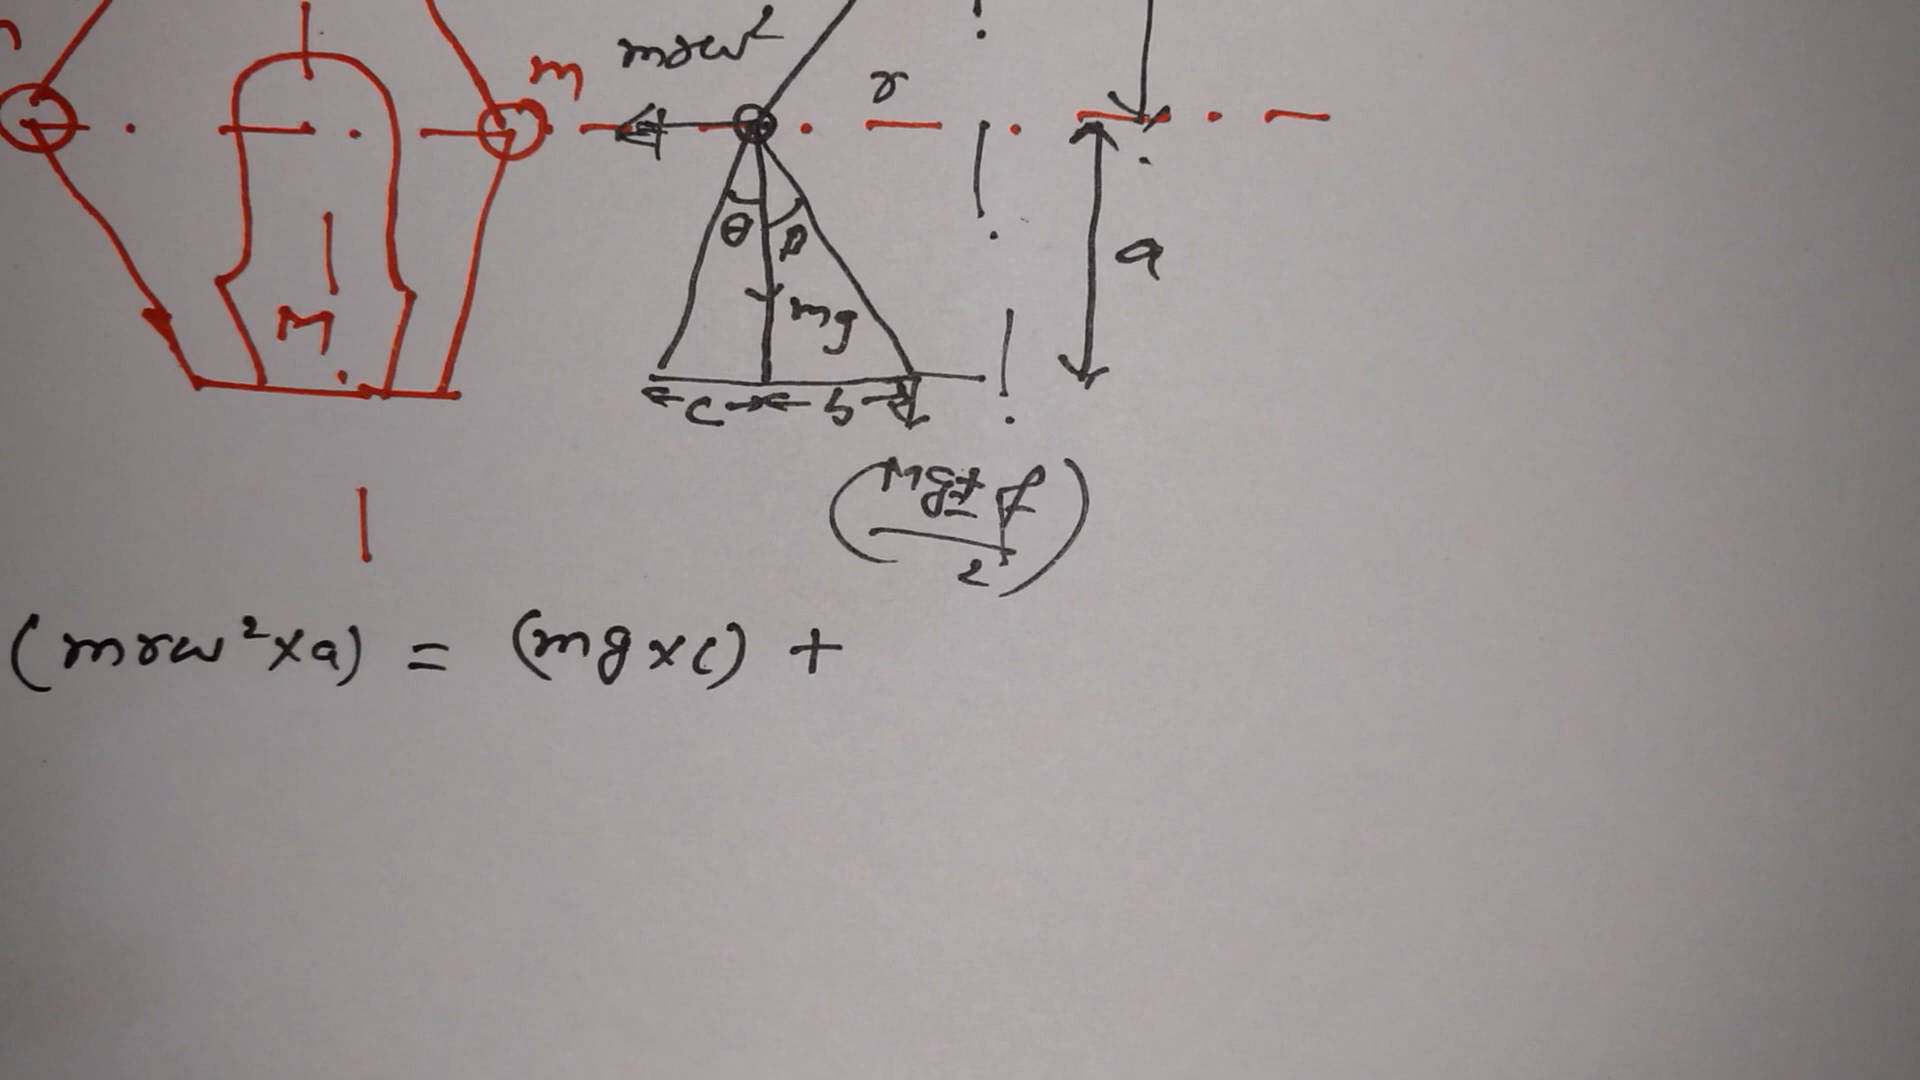 m
mrω²
r
θ β
mg
a
M
c b
(Mg ± f / 2)
(mrω² × a) = (mg × c) +